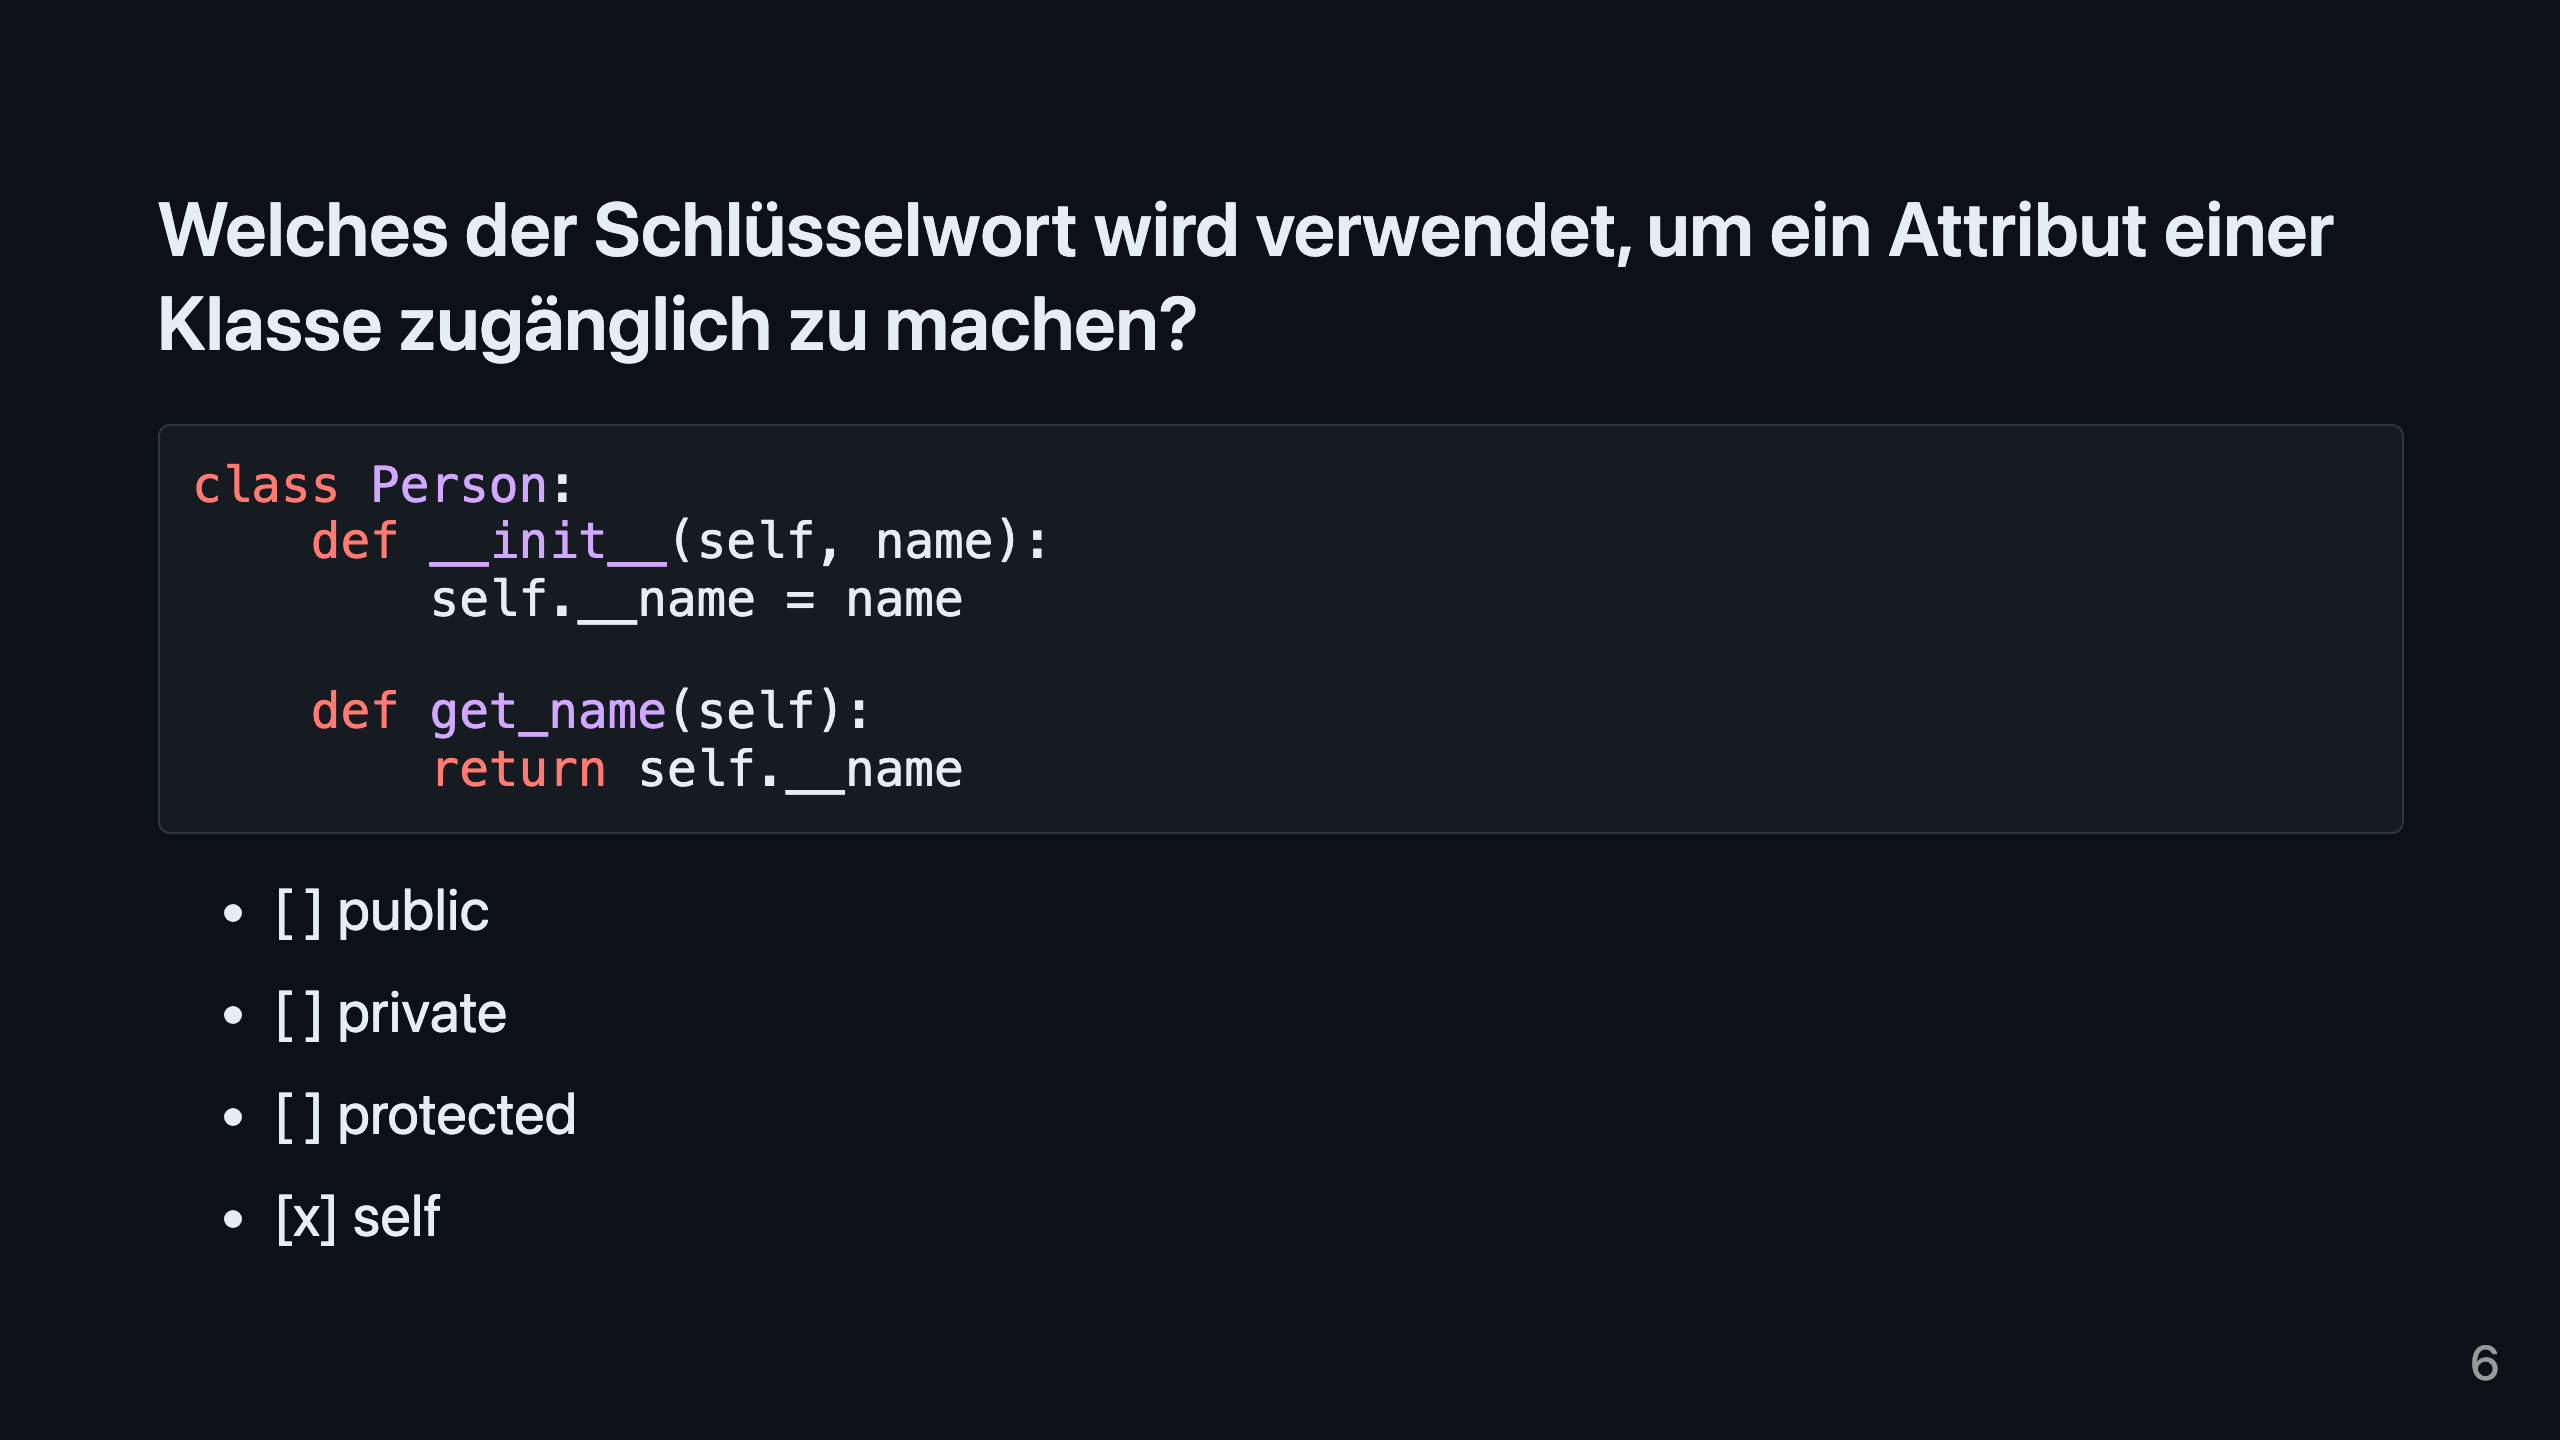 Welches der Schlüsselwort wird verwendet, um ein Attribut einer
Klasse zugänglich zu machen?
class Person:
    def __init__(self, name):
        self.__name = name

    def get_name(self):
        return self.__name
• [ ] public
• [ ] private
• [ ] protected
• [x] self
6